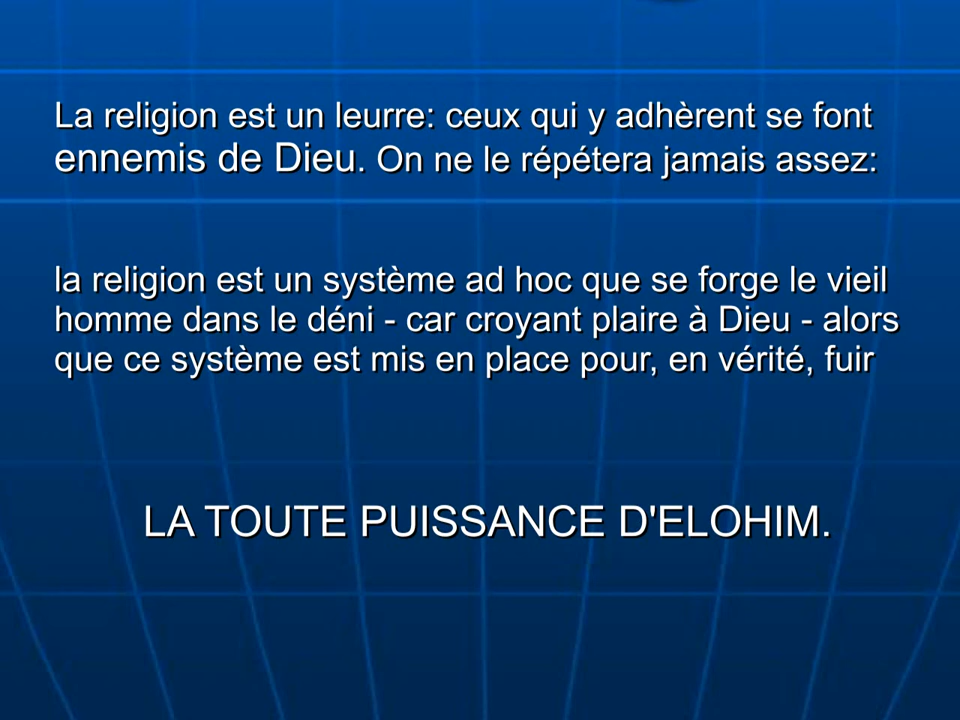 La religion est un leurre: ceux qui y adhèrent se font
ennemis de Dieu. On ne le répétera jamais assez:
la religion est un système ad hoc que se forge le vieil
homme dans le déni - car croyant plaire à Dieu - alors
que ce système est mis en place pour, en vérité, fuir
LA TOUTE PUISSANCE D'ELOHIM.